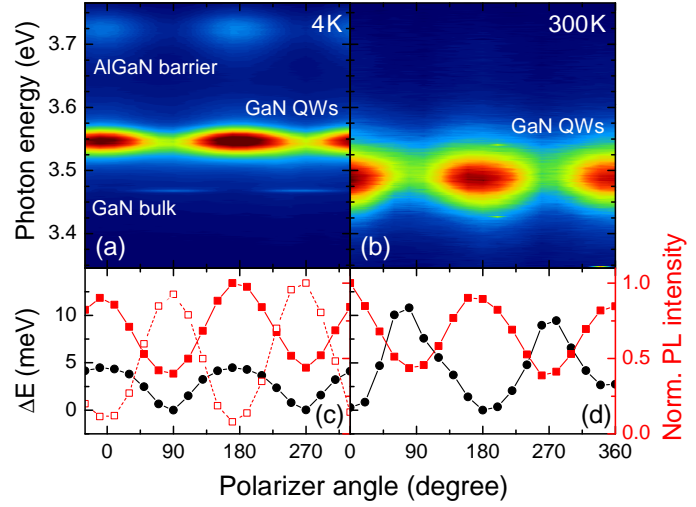 4K
300K
3.7
AlGaN barrier
3.6
GaN QWs
GaN QWs
3.5
GaN bulk
3.4
(a)
(b)
Photon energy (eV)
10
5
0
ΔE (meV)
(c)
(d)
1.0
0.5
0.0
Norm. PL intensity
0 90 180 270 0 90 180 270 360
Polarizer angle (degree)